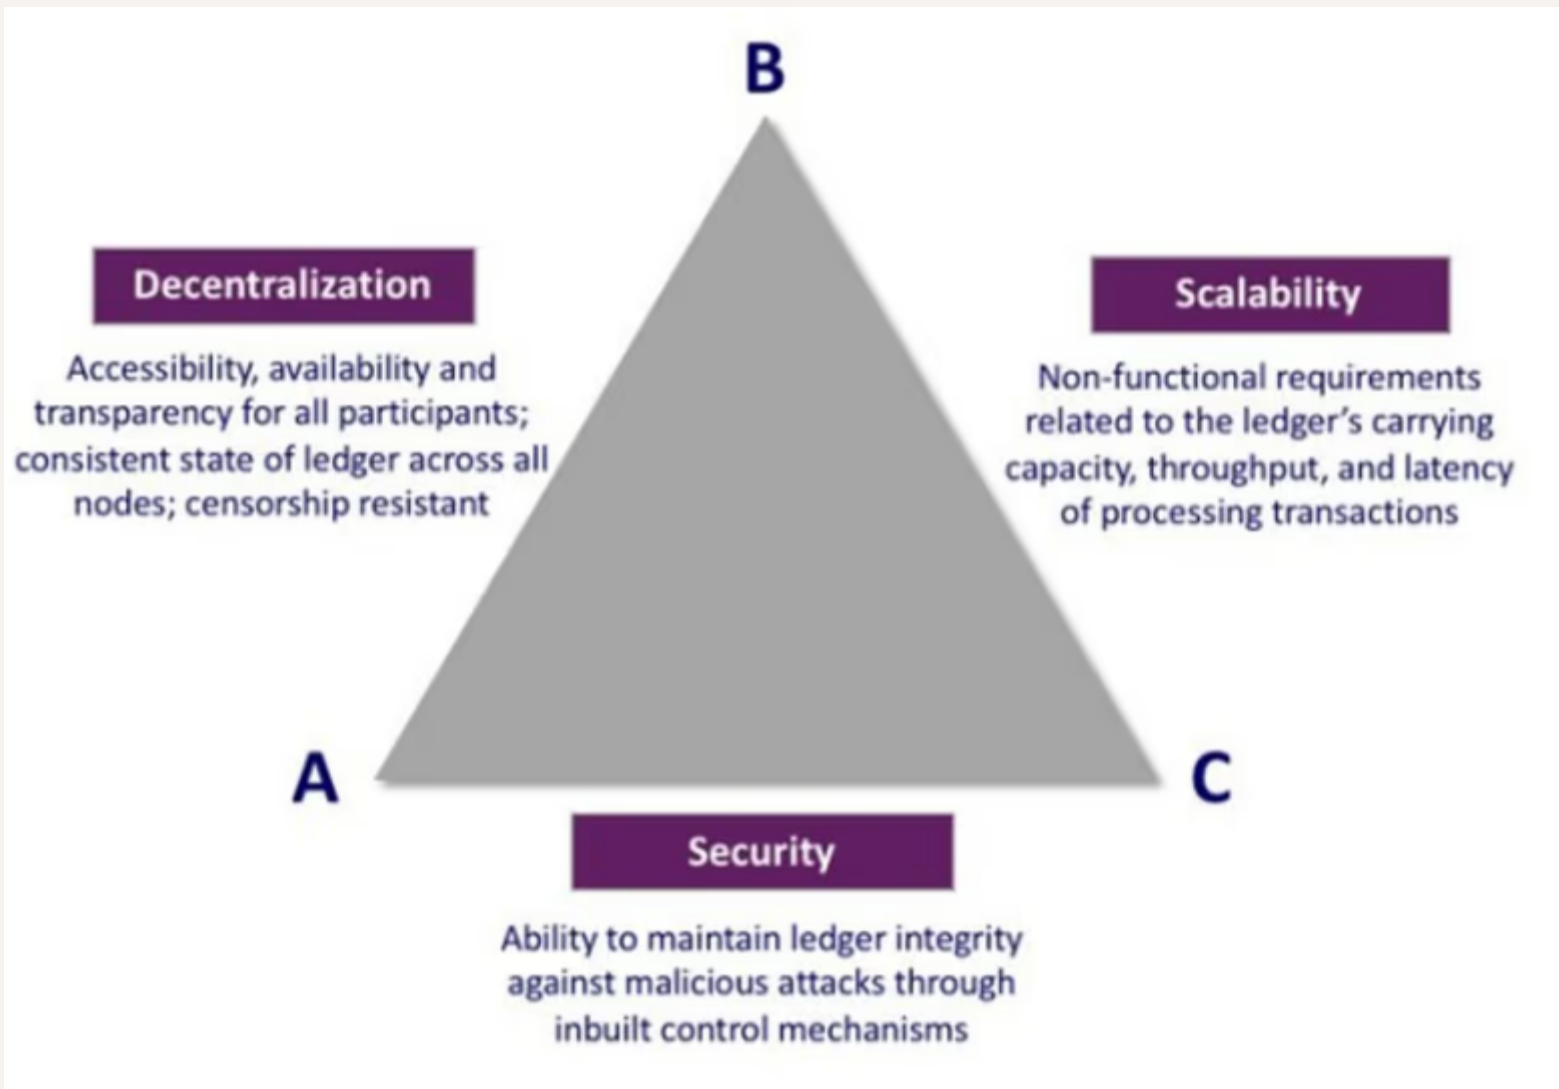 B
Decentralization
Accessibility, availability and
transparency for all participants;
consistent state of ledger across all
nodes; censorship resistant
Scalability
Non-functional requirements
related to the ledger’s carrying
capacity, throughput, and latency
of processing transactions
A
C
Security
Ability to maintain ledger integrity
against malicious attacks through
inbuilt control mechanisms